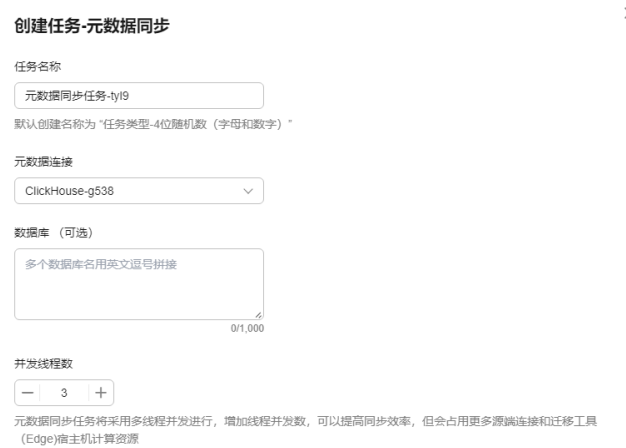 创建任务-元数据同步
任务名称
元数据同步任务-tyl9
默认创建名称为 “任务类型-4位随机数（字母和数字）”
元数据连接
ClickHouse-g538
数据库 （可选）
多个数据库名用英文逗号拼接
0/1,000
并发线程数
3
元数据同步任务将采用多线程并发进行，增加线程并发数，可以提高同步效率，但会占用更多源端连接和迁移工具
（Edge)宿主机计算资源